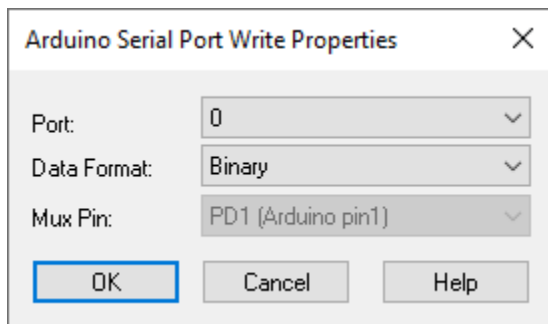 Arduino Serial Port Write Properties
Port: 0
Data Format: Binary
Mux Pin: PD1 (Arduino pin1)
OK Cancel Help